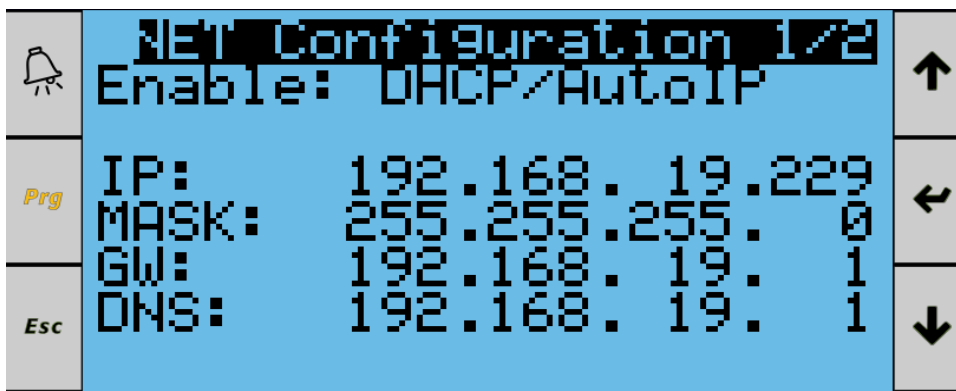 NET Configuration 1/2
Enable: DHCP/AutoIP
IP: 192.168. 19.229
Prg
MASK: 255.255.255. 0
GW: 192.168. 19. 1
Esc
DNS: 192.168. 19. 1